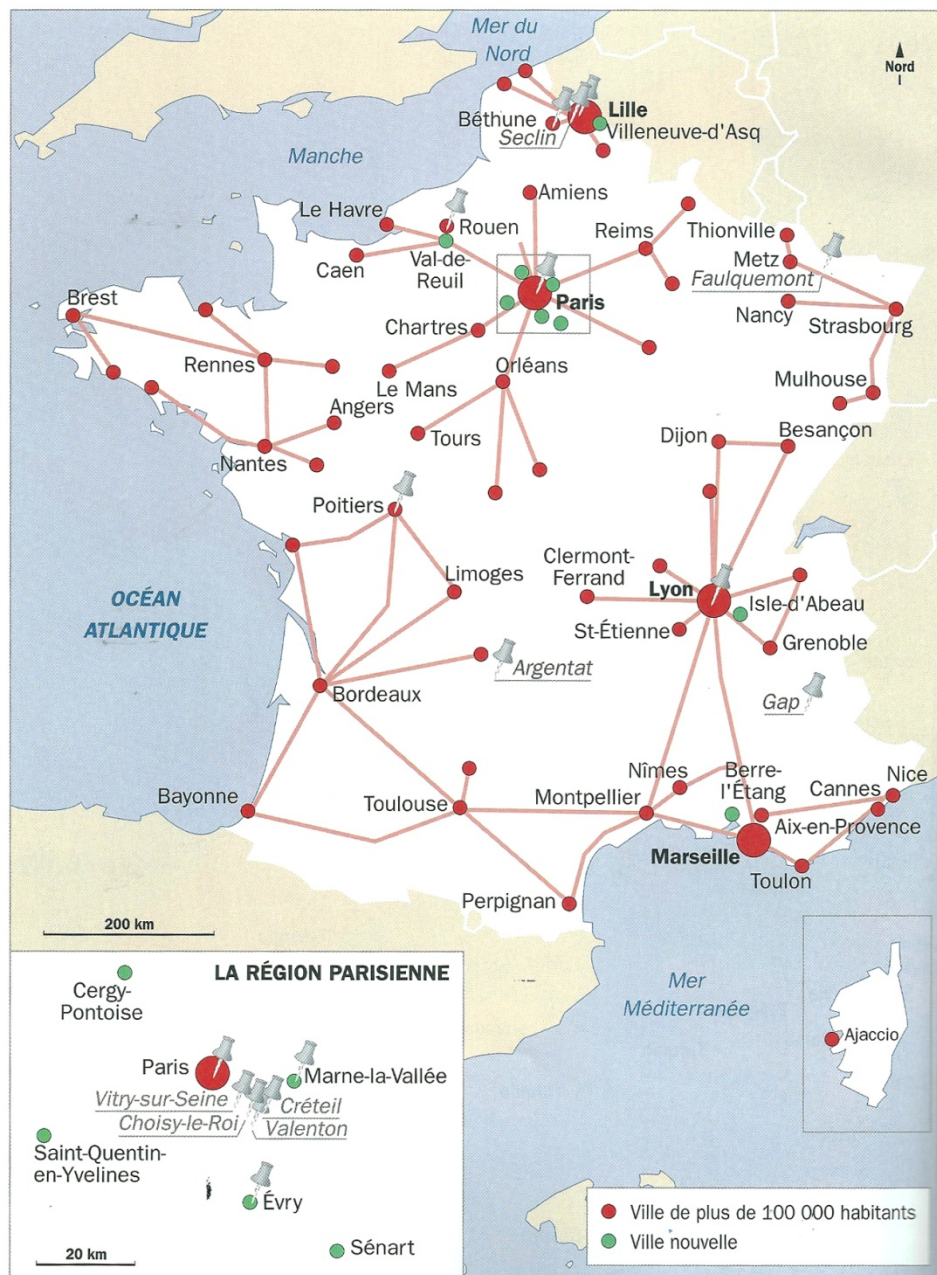 Mer du
Nord
Nord
Lille
Béthune
Seclin
Villeneuve-d'Asq
Manche
Amiens
Le Havre
Rouen
Reims
Thionville
Caen
Val-de-
Reuil
Metz
Faulquemont
Brest
Paris
Nancy
Strasbourg
Chartres
Rennes
Orléans
Le Mans
Mulhouse
Angers
Tours
Dijon
Besançon
Nantes
Poitiers
Clermont-
Ferrand
Limoges
Lyon
Isle-d'Abeau
OCÉAN
ATLANTIQUE
St-Étienne
Grenoble
Argentat
Bordeaux
Gap
Nîmes
Berre-
l'Étang
Nice
Cannes
Bayonne
Toulouse
Montpellier
Aix-en-Provence
Marseille
Toulon
Perpignan
200 km
LA RÉGION PARISIENNE
Cergy-
Pontoise
Mer
Méditerranée
Ajaccio
Paris
Marne-la-Vallée
Vitry-sur-Seine
Créteil
Choisy-le-Roi
Valenton
Saint-Quentin-
en-Yvelines
Évry
Sénart
20 km
Ville de plus de 100 000 habitants
Ville nouvelle